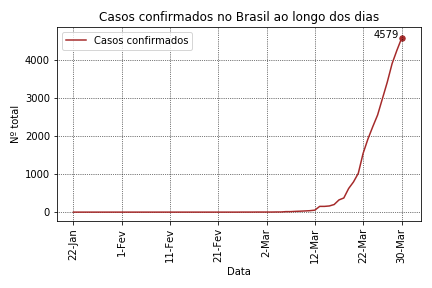 Casos confirmados no Brasil ao longo dos dias
Casos confirmados
4579
4000
3000
2000
1000
0
Nº total
22-Jan
1-Fev
11-Fev
21-Fev
2-Mar
12-Mar
22-Mar
30-Mar
Data